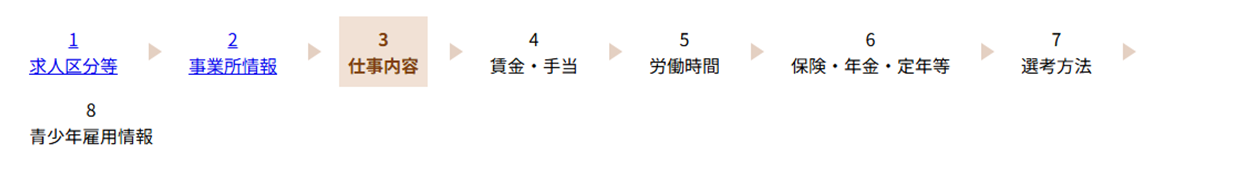 1
求人区分等
2
事業所情報
3
仕事内容
4
賃金・手当
5
労働時間
6
保険・年金・定年等
7
選考方法
8
青少年雇用情報